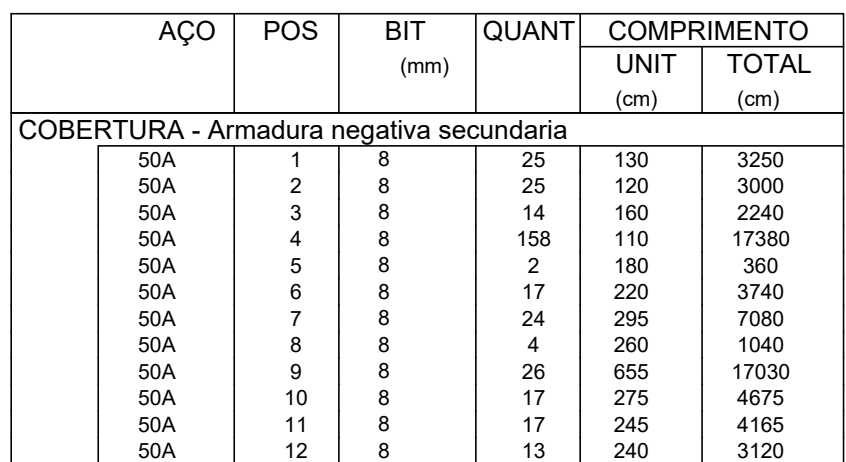 AÇO POS BIT QUANT COMPRIMENTO
(mm) UNIT TOTAL
(cm) (cm)
COBERTURA - Armadura negativa secundaria
50A 1 8 25 130 3250
50A 2 8 25 120 3000
50A 3 8 14 160 2240
50A 4 8 158 110 17380
50A 5 8 2 180 360
50A 6 8 17 220 3740
50A 7 8 24 295 7080
50A 8 8 4 260 1040
50A 9 8 26 655 17030
50A 10 8 17 275 4675
50A 11 8 17 245 4165
50A 12 8 13 240 3120